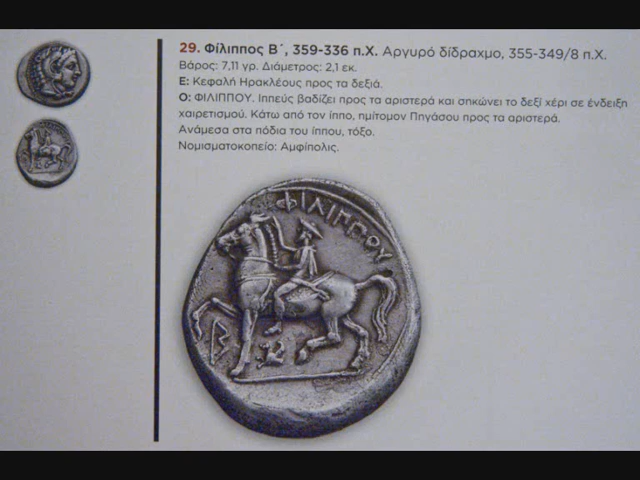 29. Φίλιππος Β΄, 359-336 π.Χ. Αργυρό δίδραχμο, 355-349/8 π.Χ.
Βάρος: 7,11 γρ. Διάμετρος: 2,1 εκ.
Ε: Κεφαλή Ηρακλέους προς τα δεξιά.
Ο: ΦΙΛΙΠΠΟΥ. Ιππεύς βαδίζει προς τα αριστερά και σηκώνει το δεξί χέρι σε ένδειξη
χαιρετισμού. Κάτω από τον ίππο, ημίτομον Πηγάσου προς τα αριστερά.
Ανάμεσα στα πόδια του ίππου, τόξο.
Νομισματοκοπείο: Αμφίπολις.
ΦΙΛΙΠΠΟΥ